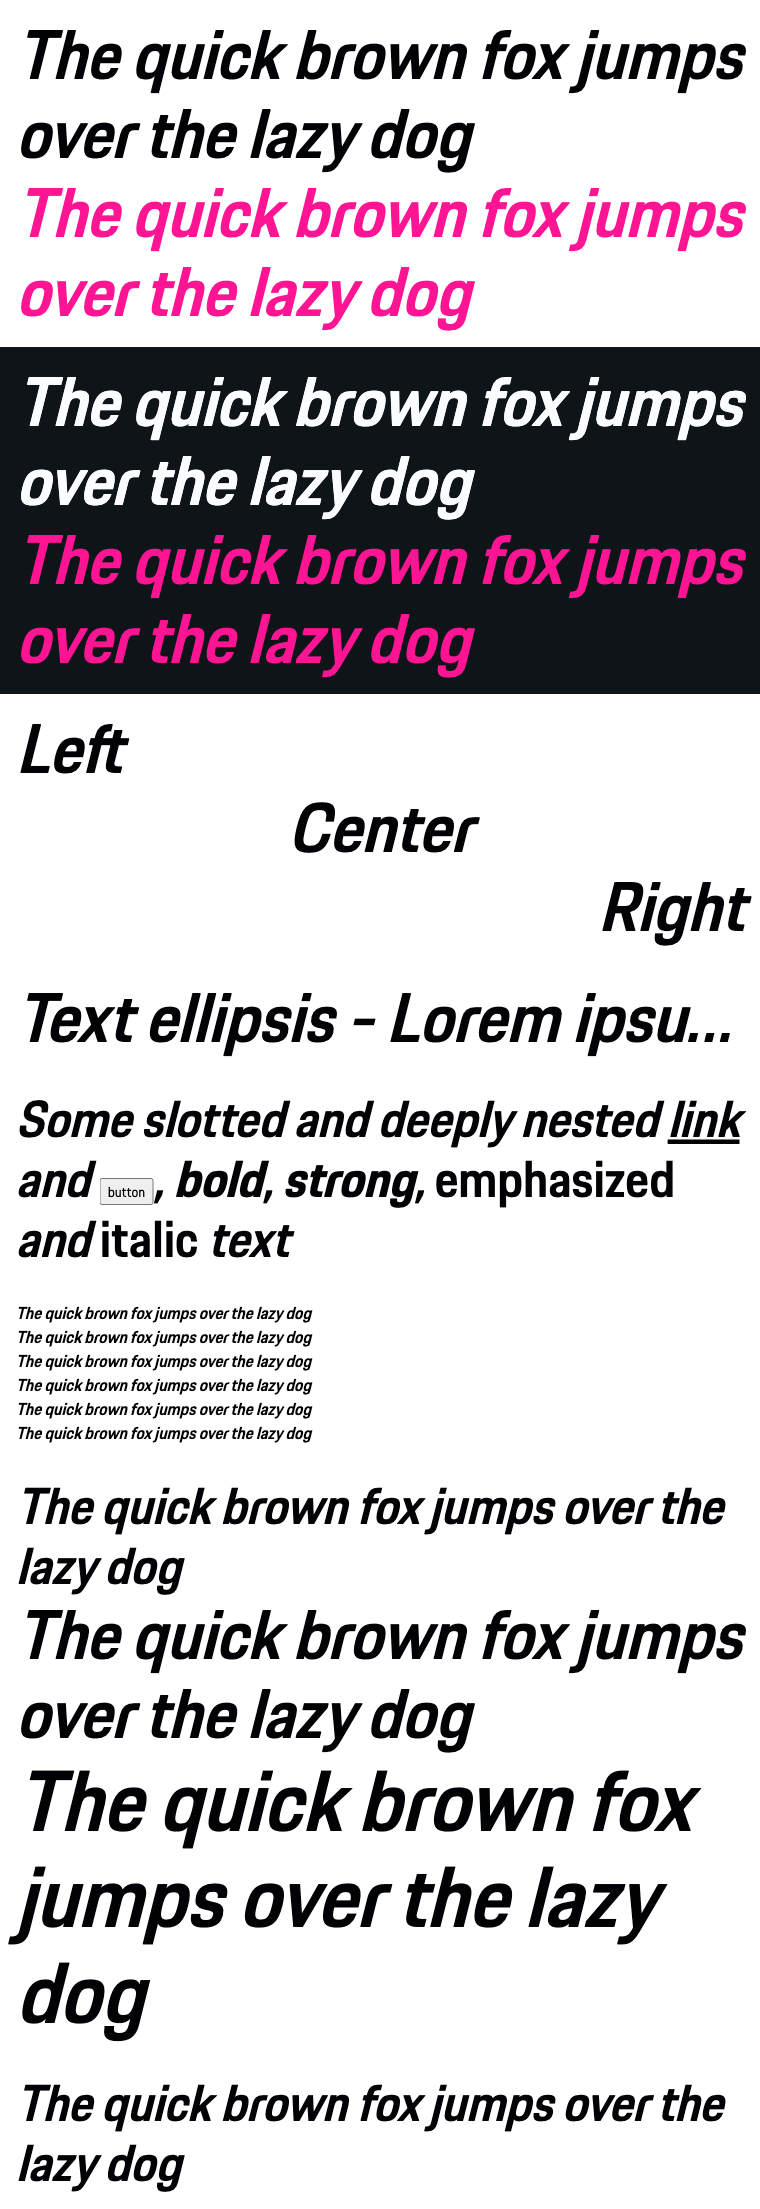 The quick brown fox jumps
over the lazy dog
The quick brown fox jumps
over the lazy dog
The quick brown fox jumps
over the lazy dog
The quick brown fox jumps
over the lazy dog
Left
Center
Right
Text ellipsis - Lorem ipsu...
Some slotted and deeply nested link
and button, bold, strong, emphasized
and italic text
The quick brown fox jumps over the lazy dog
The quick brown fox jumps over the lazy dog
The quick brown fox jumps over the lazy dog
The quick brown fox jumps over the lazy dog
The quick brown fox jumps over the lazy dog
The quick brown fox jumps over the lazy dog
The quick brown fox jumps over the
lazy dog
The quick brown fox jumps
over the lazy dog
The quick brown fox
jumps over the lazy
dog
The quick brown fox jumps over the
lazy dog